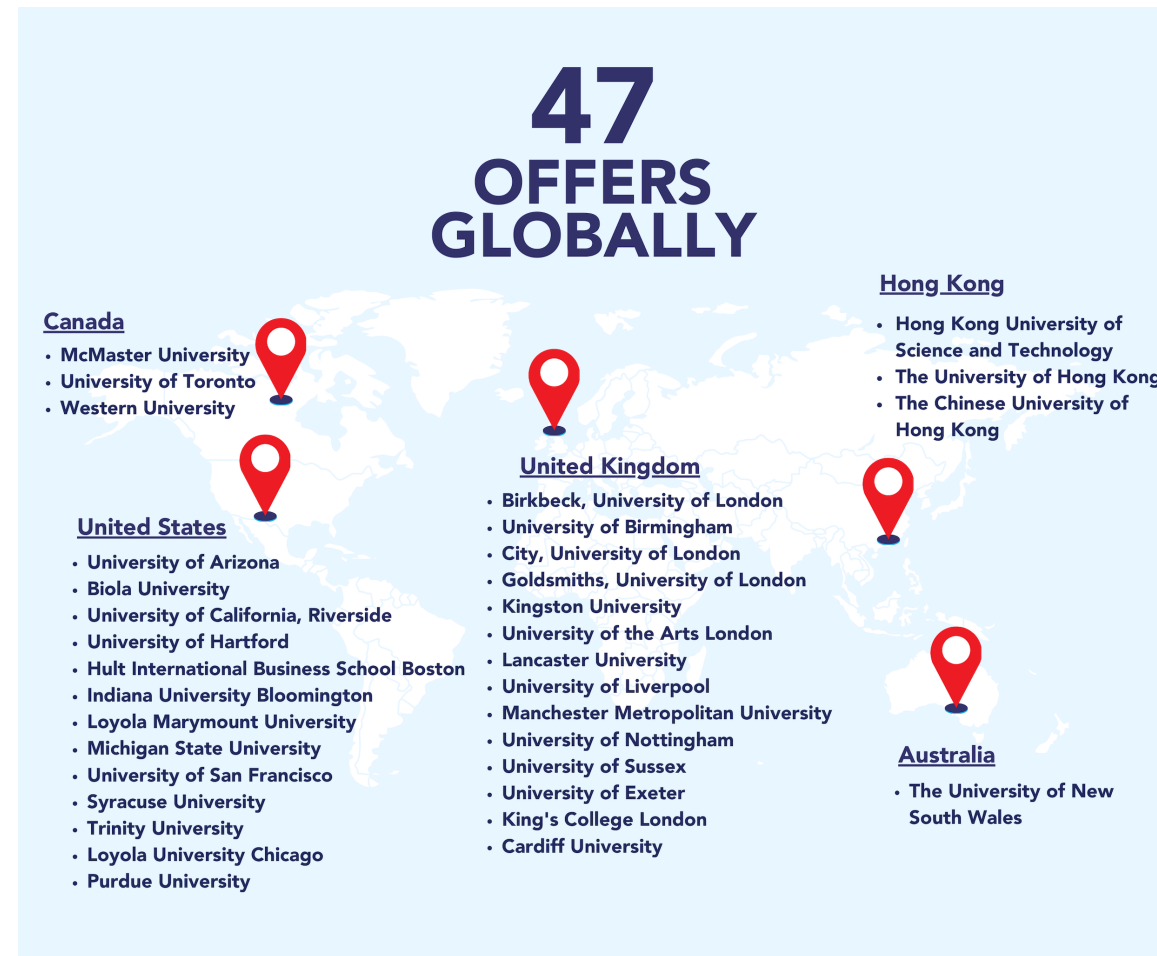 47
OFFERS
GLOBALLY
Canada
• McMaster University
• University of Toronto
• Western University
United States
• University of Arizona
• Biola University
• University of California, Riverside
• University of Hartford
• Hult International Business School Boston
• Indiana University Bloomington
• Loyola Marymount University
• Michigan State University
• University of San Francisco
• Syracuse University
• Trinity University
• Loyola University Chicago
• Purdue University
United Kingdom
• Birkbeck, University of London
• University of Birmingham
• City, University of London
• Goldsmiths, University of London
• Kingston University
• University of the Arts London
• Lancaster University
• University of Liverpool
• Manchester Metropolitan University
• University of Nottingham
• University of Sussex
• University of Exeter
• King's College London
• Cardiff University
Hong Kong
• Hong Kong University of
Science and Technology
• The University of Hong Kong
• The Chinese University of
Hong Kong
Australia
• The University of New
South Wales